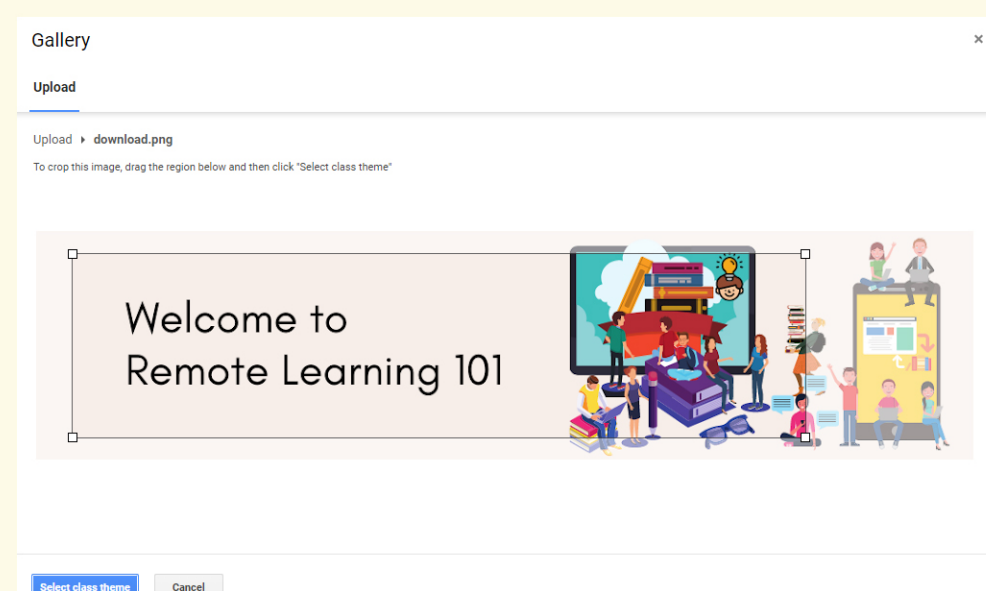 Gallery
×
Upload
Upload ▸ download.png
To crop this image, drag the region below and then click "Select class theme"
Welcome to
Remote Learning 101
Select class theme Cancel